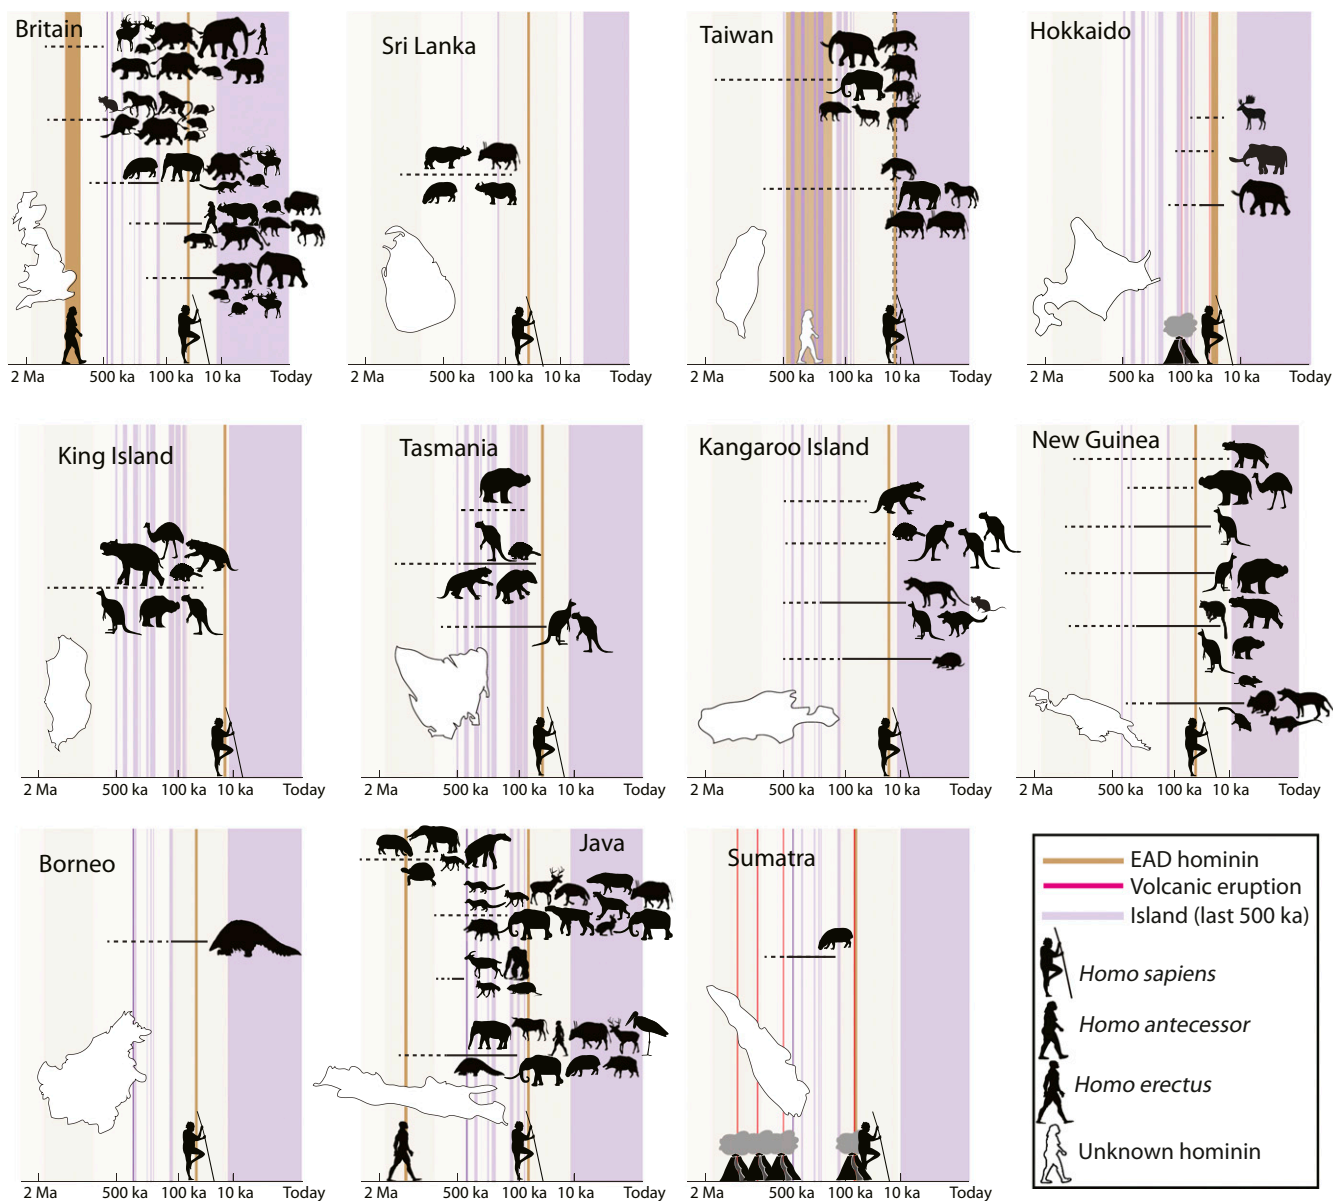 Britain
2 Ma 500 ka 100 ka 10 ka Today
Sri Lanka
2 Ma 500 ka 100 ka 10 ka Today
Taiwan
2 Ma 500 ka 100 ka 10 ka Today
Hokkaido
2 Ma 500 ka 100 ka 10 ka Today
King Island
2 Ma 500 ka 100 ka 10 ka Today
Tasmania
2 Ma 500 ka 100 ka 10 ka Today
Kangaroo Island
2 Ma 500 ka 100 ka 10 ka Today
New Guinea
2 Ma 500 ka 100 ka 10 ka Today
Borneo
2 Ma 500 ka 100 ka 10 ka Today
Java
2 Ma 500 ka 100 ka 10 ka Today
Sumatra
2 Ma 500 ka 100 ka 10 ka Today
EAD hominin
Volcanic eruption
Island (last 500 ka)
Homo sapiens
Homo antecessor
Homo erectus
Unknown hominin